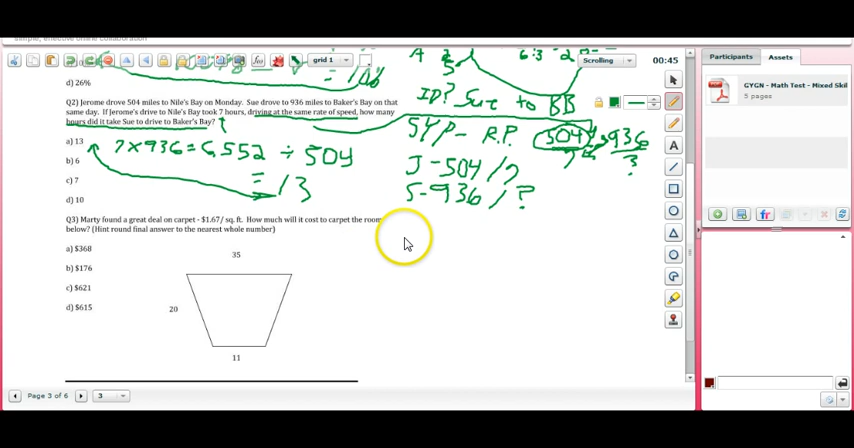 simple, effective online collaboration
grid 1
Scrolling
00:45
Participants
Assets
GYGN - Math Test - Mixed Skil
5 pages
d) 26%
ID? Sue to BB
Q2) Jerome drove 504 miles to Nile's Bay on Monday. Sue drove to 936 miles to Baker's Bay on that
same day. If Jerome's drive to Nile's Bay took 7 hours, driving at the same rate of speed, how many
hours did it take Sue to drive to Baker's Bay?
SYP - R.P. 504 936
7 ?
a) 13
7 x 936 = 6,552 ÷ 504
= 13
b) 6
c) 7
d) 10
J - 504 / 7
S - 936 / ?
Q3) Marty found a great deal on carpet - $1.67/ sq. ft. How much will it cost to carpet the room
below? (Hint round final answer to the nearest whole number)
a) $368
b) $176
c) $621
d) $615
35
20
11
Page 3 of 6
3